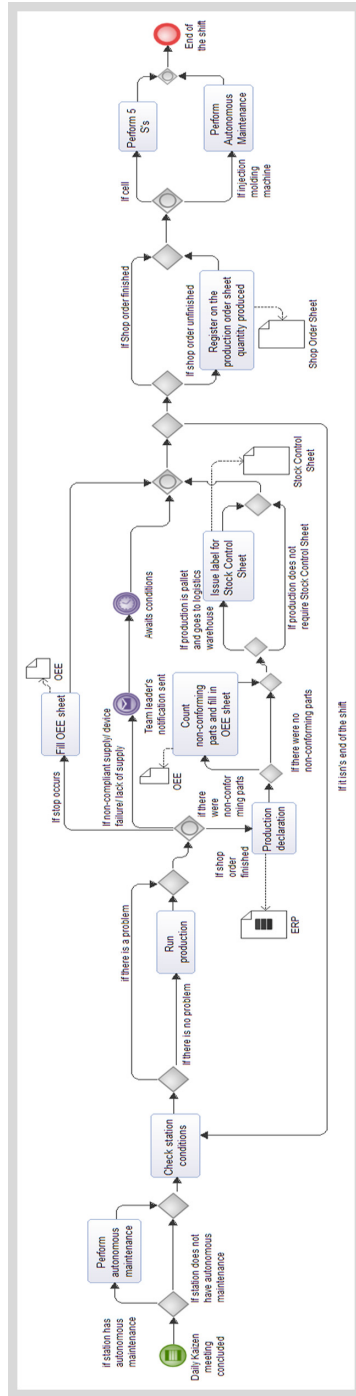 Daily kaizen
meeting
concluded
if station has
autonomous
maintenance
Perform
autonomous
maintenance
If station does not
have autonomous
maintenance
Check station
conditions
if there is a problem
If there is no problem
Run
production
If stop occurs
Fill OEE sheet
OEE
If non-compliant supply/ device
failure/ lack of supply
Team leader's
notification sent
Awaits conditions
If shop
order
finished
Production
declaration
ERP
if there
were
non-confor
ming parts
Count
non-conforming
parts and fill in
OEE sheet
OEE
If there were no
non-conforming parts
If production is pallet
and goes to logistics
warehouse
Issue label for
Stock Control
Sheet
Stock Control
Sheet
If production does not
require Stock Control Sheet
If it isn's end of the shift
If Shop order finished
If shop order unfinished
Register on the
production order sheet
quantity produced
Shop Order Sheet
If cell
Perform 5
S's
If injection
molding
machine
Perform
Autonomous
Maintenance
End of
the shift